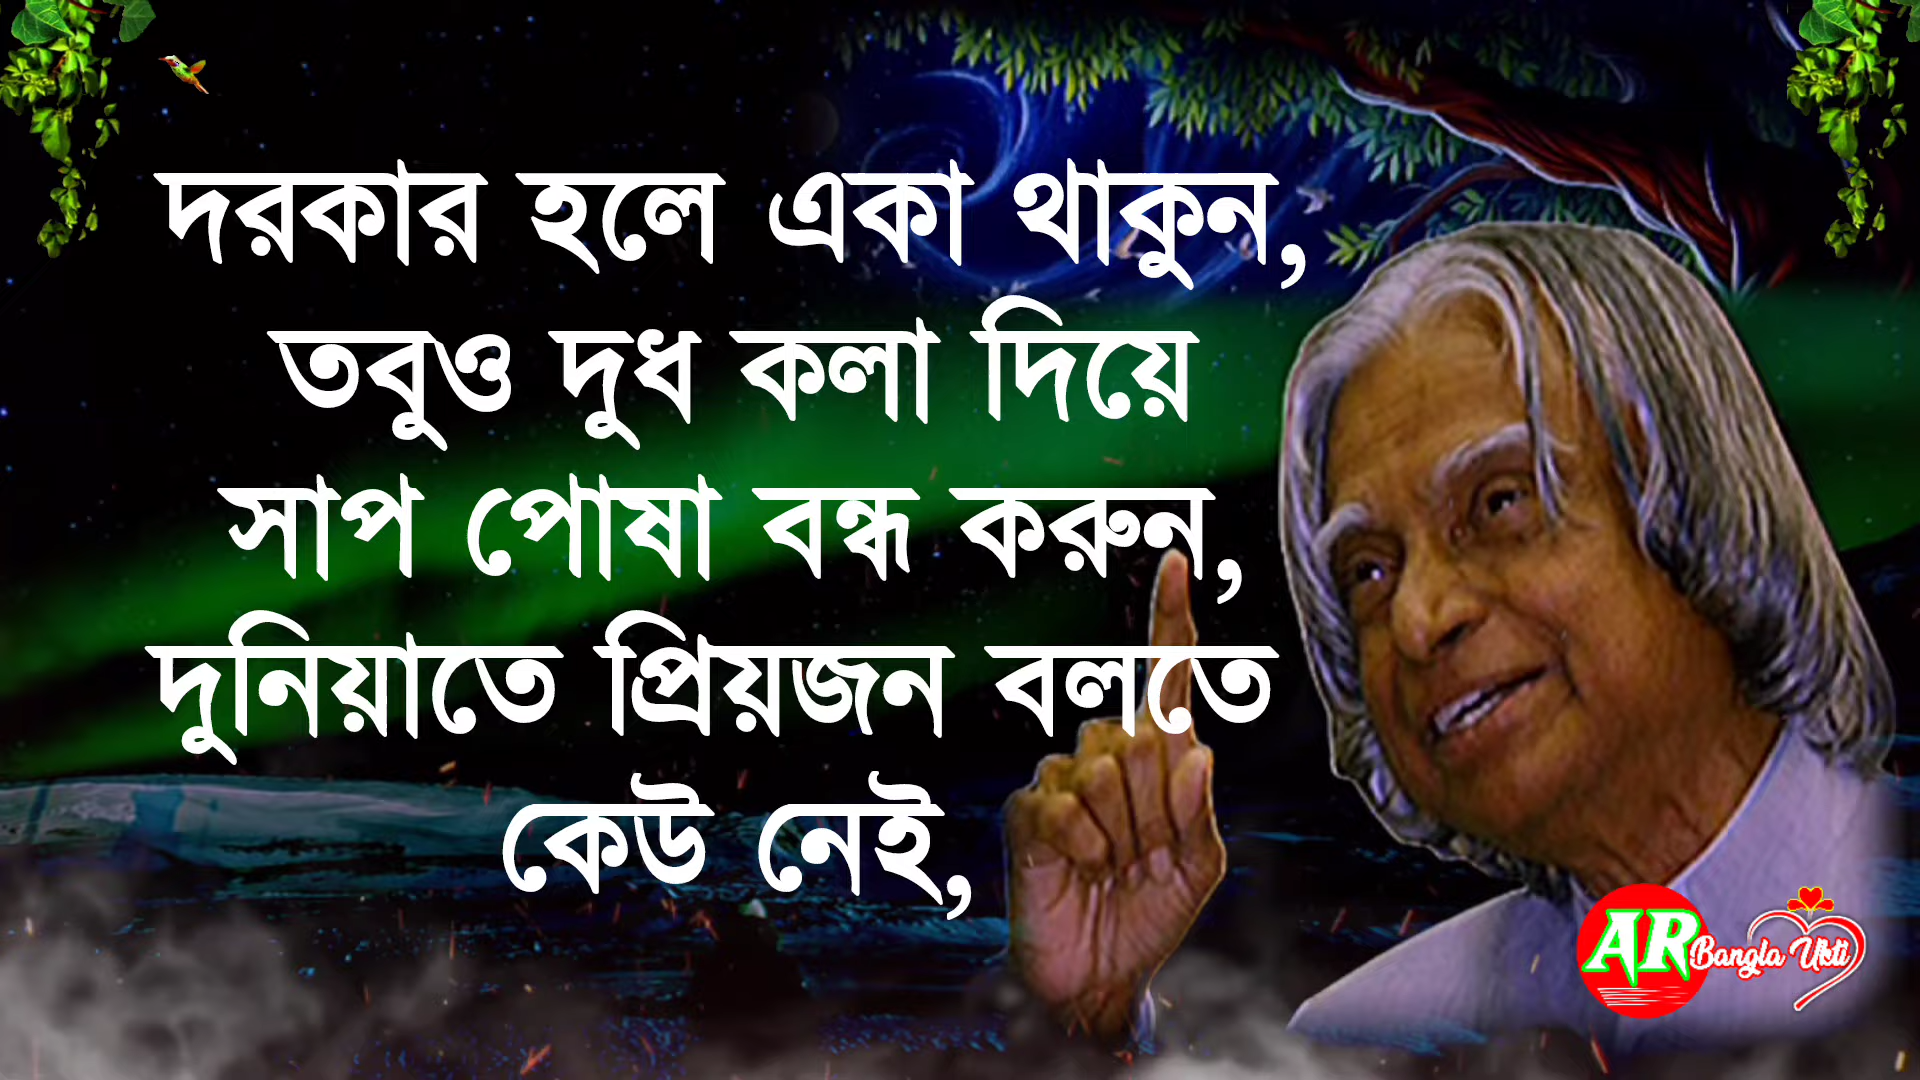 দরকার হলে একা থাকুন,
তবুও দুধ কলা দিয়ে
সাপ পোষা বন্ধ করুন,
দুনিয়াতে প্রিয়জন বলতে
কেউ নেই,
AR Bangla Ukti